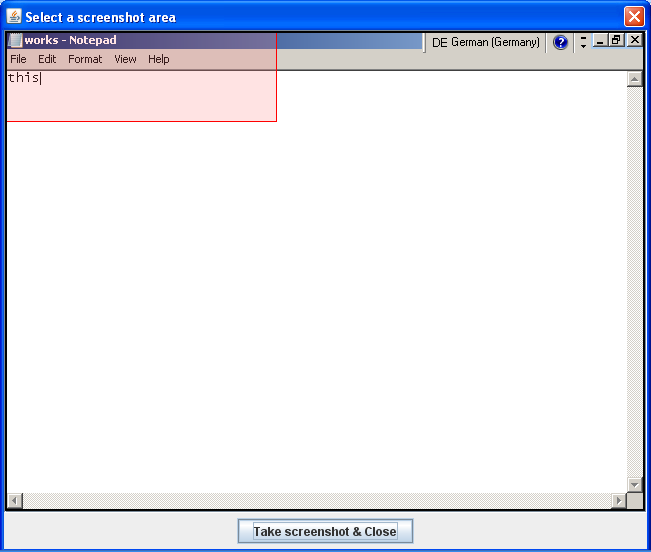 Select a screenshot area
works - Notepad
DE German (Germany)
File Edit Format View Help
this
Take screenshot & Close